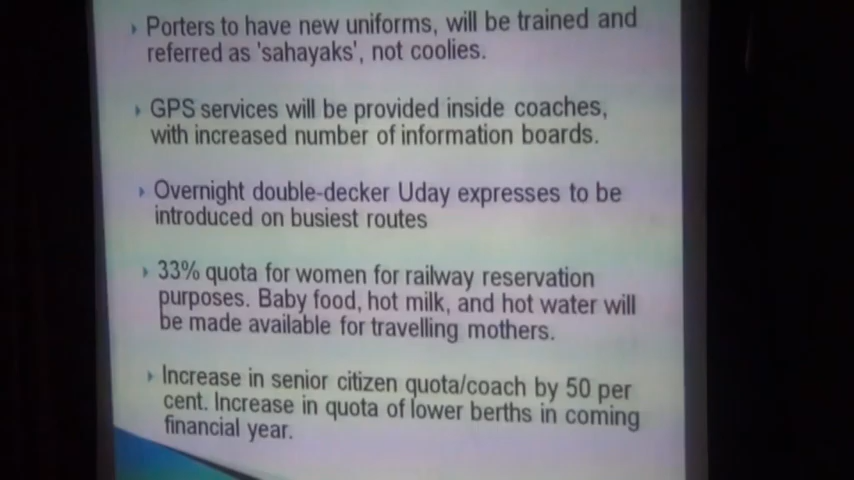 Porters to have new uniforms, will be trained and
referred as 'sahayaks', not coolies.
GPS services will be provided inside coaches,
with increased number of information boards.
Overnight double-decker Uday expresses to be
introduced on busiest routes
33% quota for women for railway reservation
purposes. Baby food, hot milk, and hot water will
be made available for travelling mothers.
Increase in senior citizen quota/coach by 50 per
cent. Increase in quota of lower berths in coming
financial year.